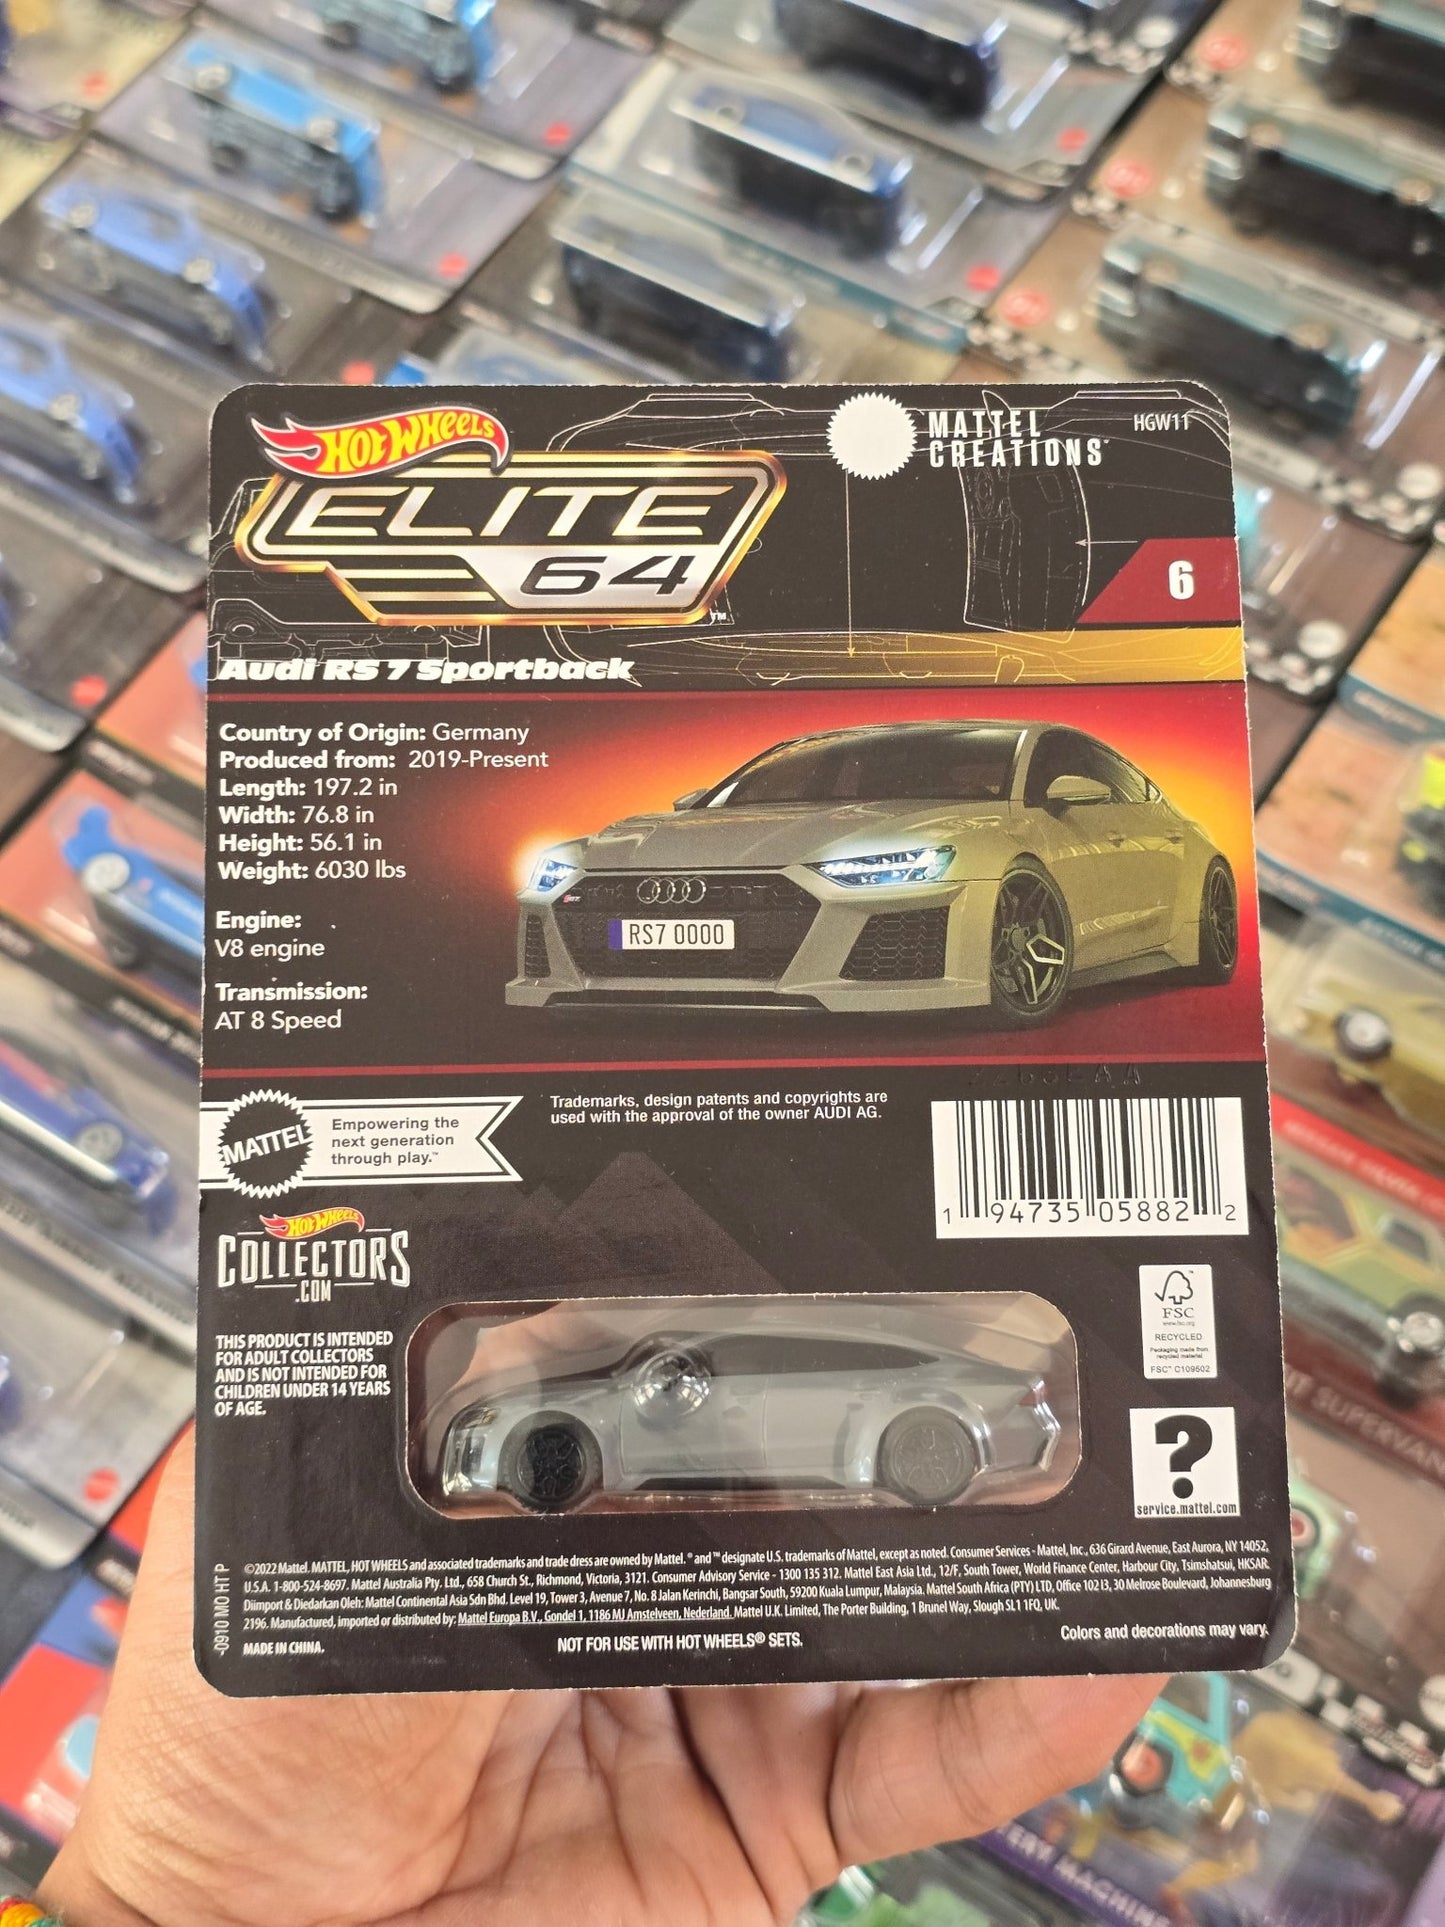 HOT WHEELS
ELITE
64™
MATTEL
CREATIONS™
HGW11
6
Audi RS 7 Sportback
Country of Origin: Germany
Produced from: 2019-Present
Length: 197.2 in
Width: 76.8 in
Height: 56.1 in
Weight: 6030 lbs
Engine:
V8 engine
Transmission:
AT 8 Speed
RS7 0000
MATTEL
Empowering the
next generation
through play.™
Trademarks, design patents and copyrights are
used with the approval of the owner AUDI AG.
1 94735 05882 2
HOT WHEELS
COLLECTORS
.COM
THIS PRODUCT IS INTENDED
FOR ADULT COLLECTORS
AND IS NOT INTENDED FOR
CHILDREN UNDER 14 YEARS
OF AGE.
FSC
www.fsc.org
RECYCLED
Packaging made from
recycled material
FSC™ C109502
?
service.mattel.com
-0910 MO HT P
©2022 Mattel. MATTEL, HOT WHEELS and associated trademarks and trade dress are owned by Mattel. ® and ™ designate U.S. trademarks of Mattel, except as noted. Consumer Services - Mattel, Inc., 636 Girard Avenue, East Aurora, NY 14052,
U.S.A. 1-800-524-8697. Mattel Australia Pty. Ltd., 658 Church St., Richmond, Victoria, 3121. Consumer Advisory Service - 1300 135 312. Mattel East Asia Ltd., 12/F, South Tower, World Finance Center, Harbour City, Tsimshatsui, HKSAR.
Diimport & Diedarkan Oleh: Mattel Continental Asia Sdn Bhd. Level 19, Tower 3, Avenue 7, No. 8 Jalan Kerinchi, Bangsar South, 59200 Kuala Lumpur, Malaysia. Mattel South Africa (PTY) LTD, Office 102 I3, 30 Melrose Boulevard, Johannesburg
2196. Manufactured, imported or distributed by: Mattel Europa B.V., Gondel 1, 1186 MJ Amstelveen, Nederland. Mattel U.K. Limited, The Porter Building, 1 Brunel Way, Slough SL1 1FQ, UK.
MADE IN CHINA.
NOT FOR USE WITH HOT WHEELS® SETS.
Colors and decorations may vary.